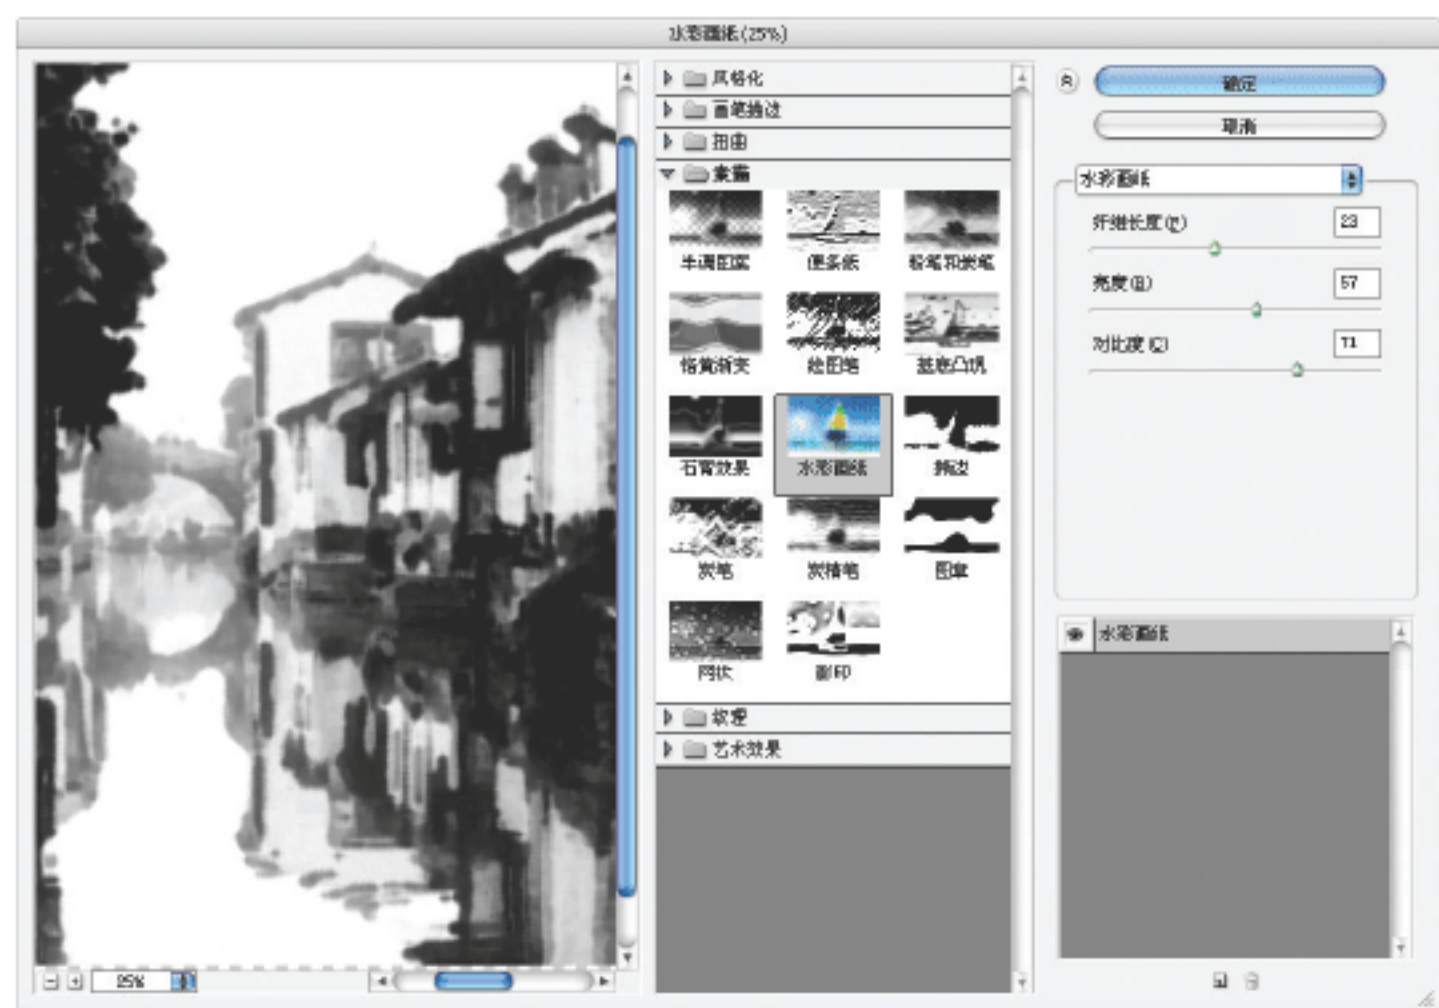 水彩画纸 (25%)
风格化
画笔描边
扭曲
素描
半调图案 便条纸 粉笔和炭笔
铬黄渐变 绘图笔 基底凸现
石膏效果 水彩画纸 撕边
炭笔 炭精笔 图章
网状 影印
纹理
艺术效果
25%
确定
取消
水彩画纸
纤维长度(F) 23
亮度(B) 57
对比度(C) 71
水彩画纸